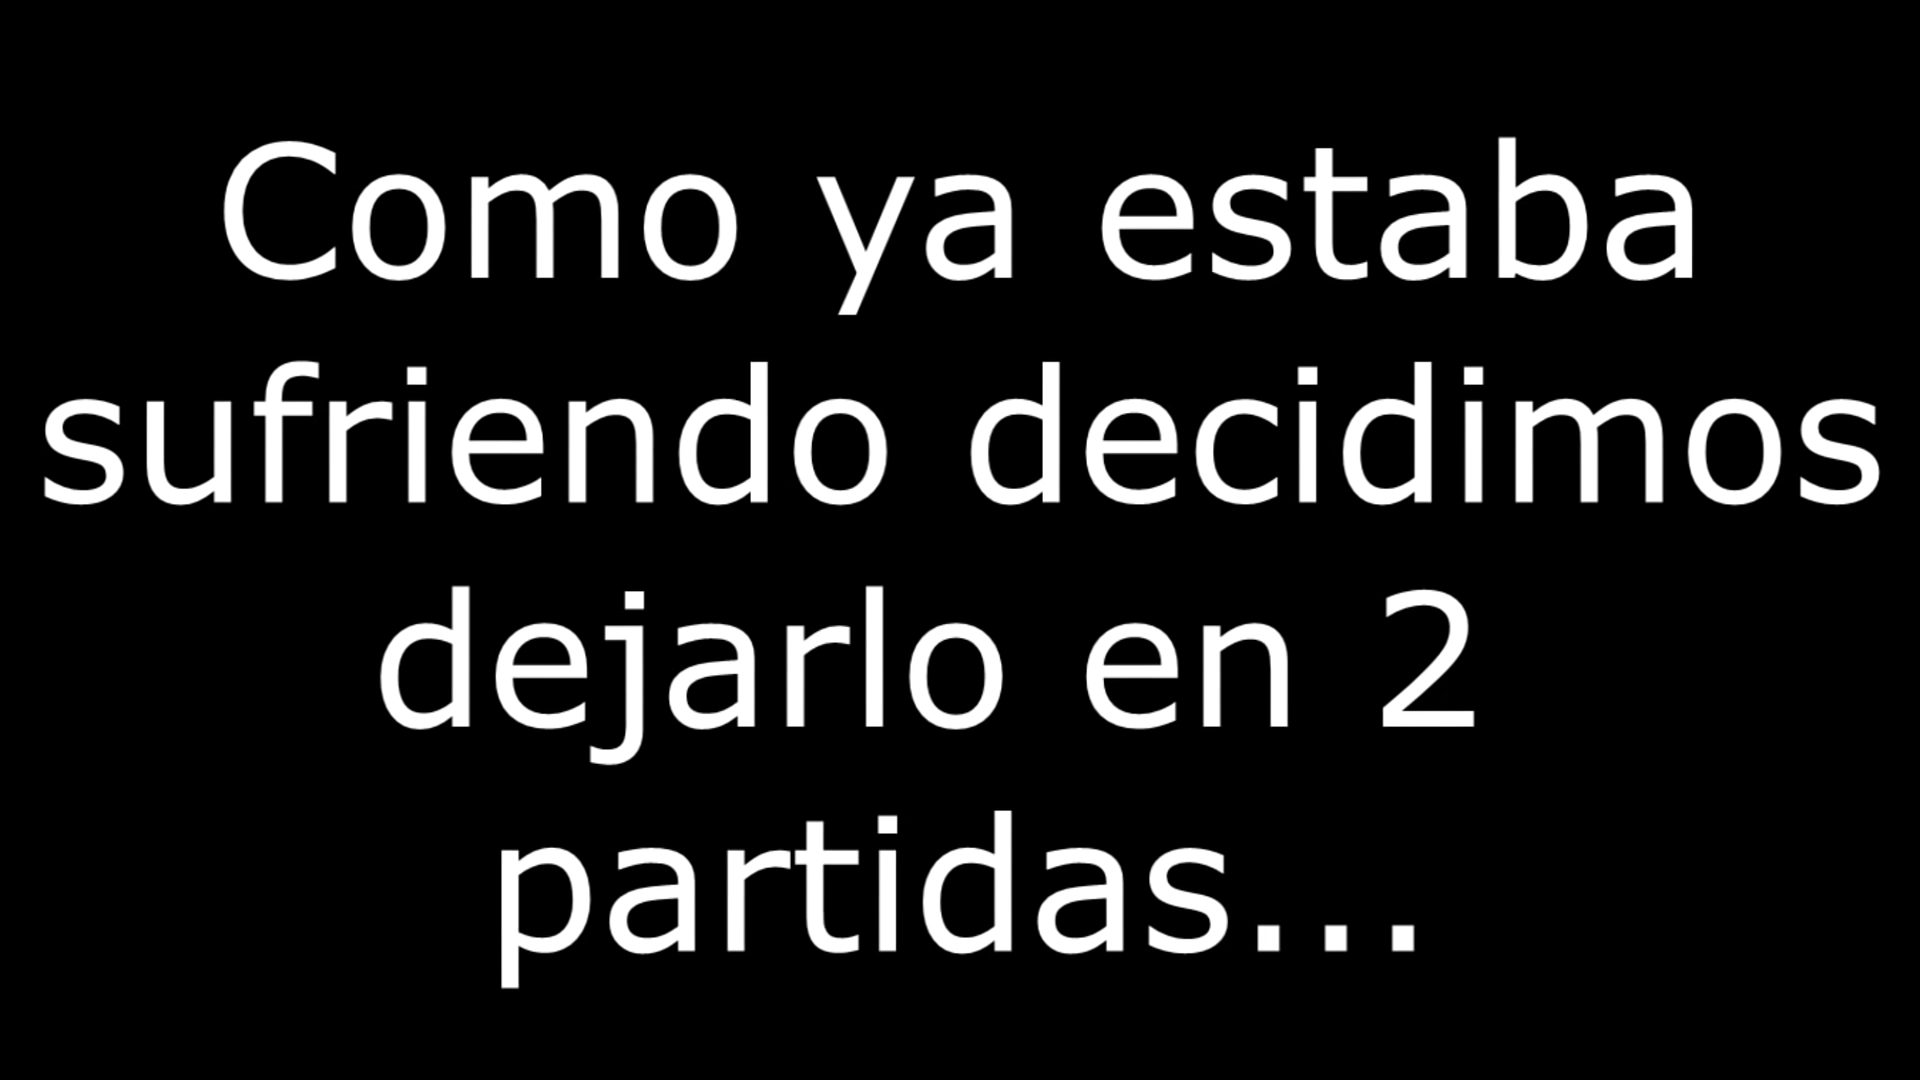 Como ya estaba
sufriendo decidimos
dejarlo en 2
partidas...